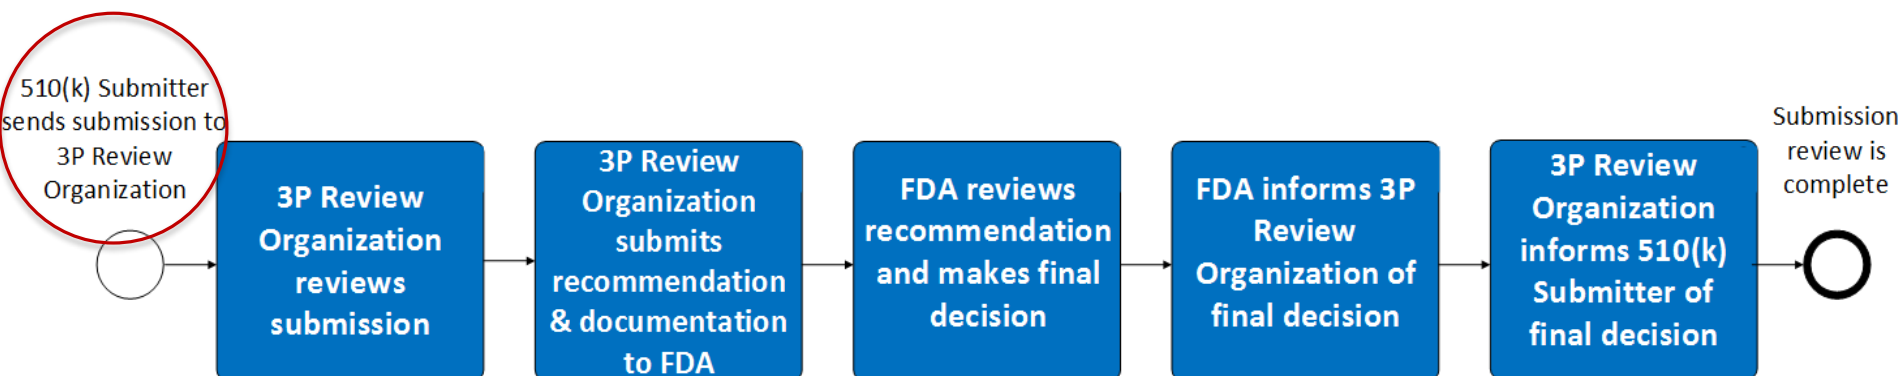 510(k) Submitter
sends submission to
3P Review
Organization
3P Review
Organization
reviews
submission
3P Review
Organization
submits
recommendation
& documentation
to FDA
FDA reviews
recommendation
and makes final
decision
FDA informs 3P
Review
Organization of
final decision
3P Review
Organization
informs 510(k)
Submitter of
final decision
Submission
review is
complete